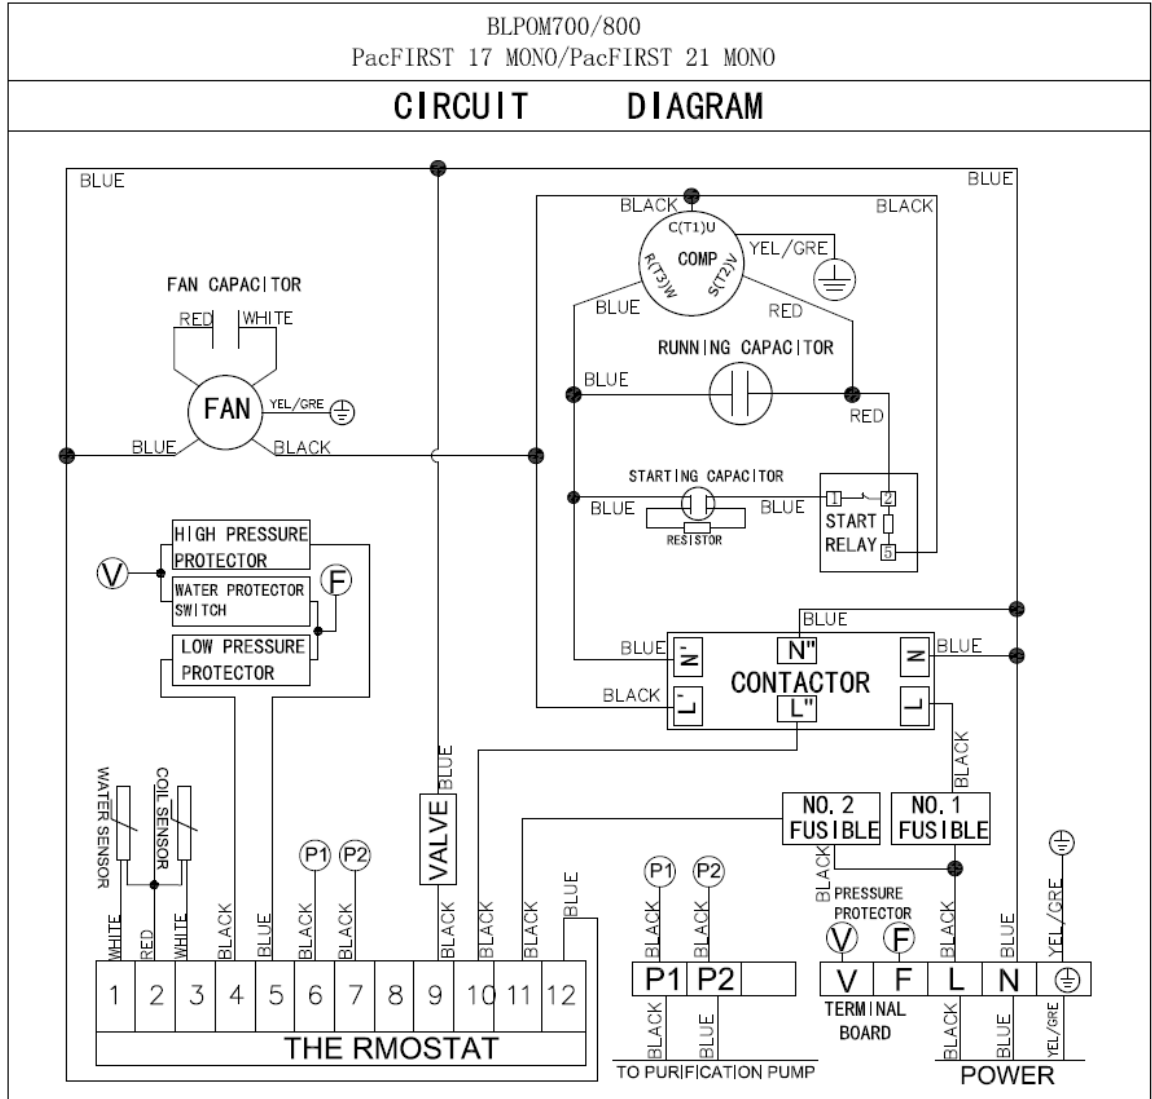 BLPOM700/800
PacFIRST 17 MONO/PacFIRST 21 MONO
CIRCUIT DIAGRAM
BLUE
BLUE
BLACK
BLACK
C(T1)U
R(T3)W
COMP
S(T2)V
YEL/GRE
FAN CAPACITOR
RED
WHITE
BLUE
RED
RUNNING CAPACITOR
BLUE
RED
FAN
YEL/GRE
BLUE
BLACK
STARTING CAPACITOR
BLUE
BLUE
RESISTOR
1
2
START
RELAY
5
HIGH PRESSURE
PROTECTOR
V
F
WATER PROTECTOR
SWITCH
LOW PRESSURE
PROTECTOR
BLUE
BLUE
N'
N"
N
BLUE
CONTACTOR
BLACK
L'
L"
L
BLACK
BLUE
WATER SENSOR
COIL SENSOR
VALVE
NO.2
FUSIBLE
NO.1
FUSIBLE
P1
P2
P1
P2
BLACK
PRESSURE
PROTECTOR
V
F
WHITE
RED
WHITE
BLACK
BLUE
BLACK
BLACK
BLACK
BLACK
BLACK
BLUE
BLACK
BLACK
BLACK
BLUE
YEL/GRE
1 2 3 4 5 6 7 8 9 10 11 12
THE RMOSTAT
P1 P2
V F L N
TERMINAL
BOARD
BLACK
BLUE
BLACK
BLUE
YEL/GRE
TO PURIFICATION PUMP
POWER